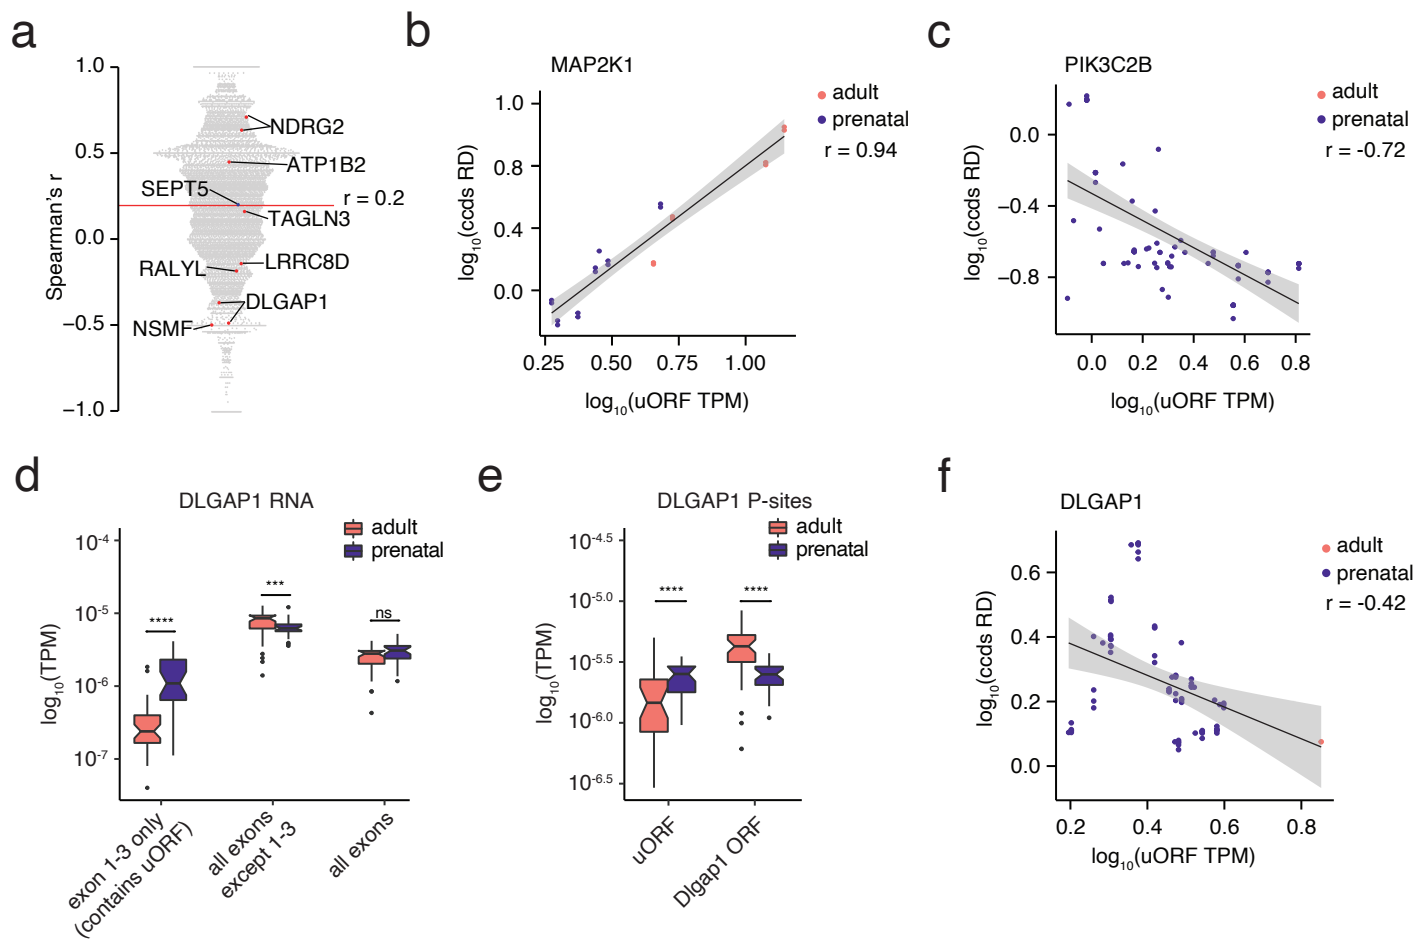 a
1.0
0.5
0.0
−0.5
−1.0
Spearman's r
NDRG2
ATP1B2
SEPT5
r = 0.2
TAGLN3
RALYL
LRRC8D
DLGAP1
NSMF
b
MAP2K1
adult
prenatal
r = 0.94
1.0
0.8
0.4
0.0
log10(ccds RD)
0.25 0.50 0.75 1.00
log10(uORF TPM)
c
PIK3C2B
adult
prenatal
r = -0.72
0.0
−0.4
−0.8
log10(ccds RD)
0.0 0.2 0.4 0.6 0.8
log10(uORF TPM)
d
DLGAP1 RNA
adult
prenatal
10-4
10-5
10-6
10-7
log10(TPM)
****
***
ns
exon 1-3 only
(contains uORF)
all exons
except 1-3
all exons
e
DLGAP1 P-sites
adult
prenatal
10-4.5
10-5.0
10-5.5
10-6.0
10-6.5
log10(TPM)
****
****
uORF
Dlgap1 ORF
f
DLGAP1
adult
prenatal
r = -0.42
0.6
0.4
0.2
0.0
log10(ccds RD)
0.2 0.4 0.6 0.8
log10(uORF TPM)